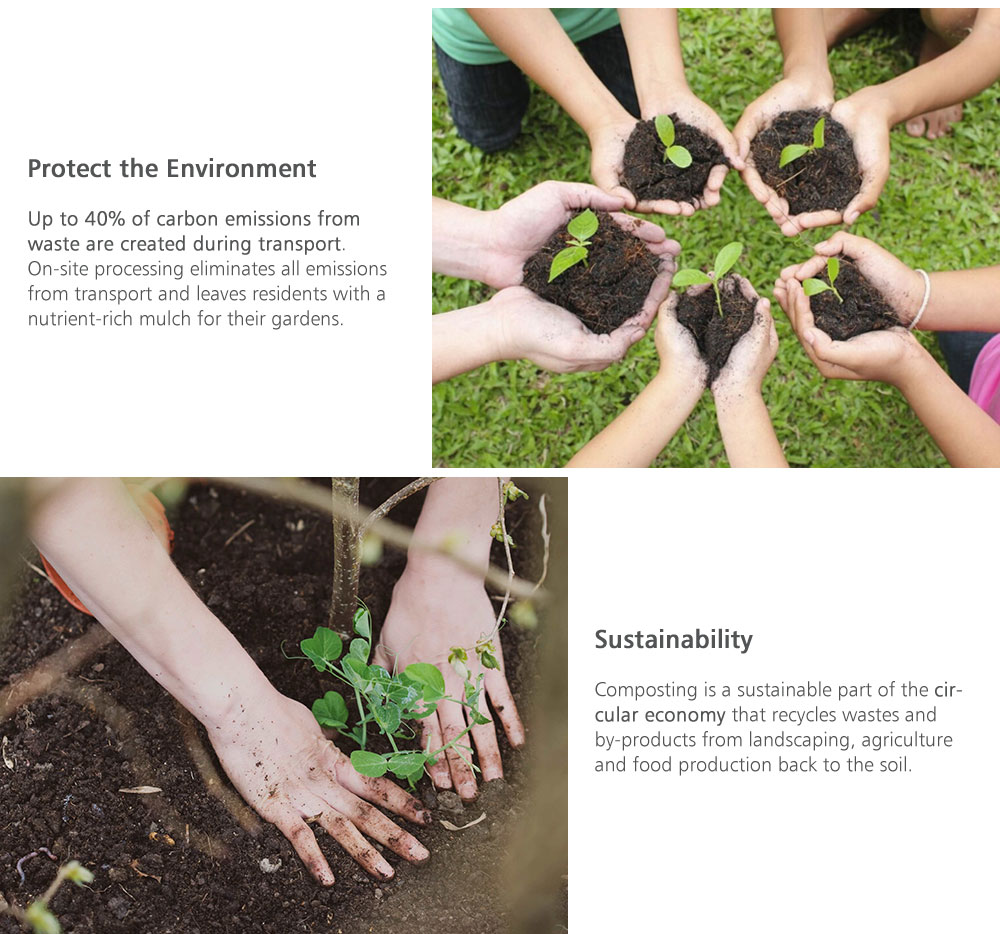 Protect the Environment
Up to 40% of carbon emissions from
waste are created during transport.
On-site processing eliminates all emissions
from transport and leaves residents with a
nutrient-rich mulch for their gardens.
Sustainability
Composting is a sustainable part of the cir-
cular economy that recycles wastes and
by-products from landscaping, agriculture
and food production back to the soil.